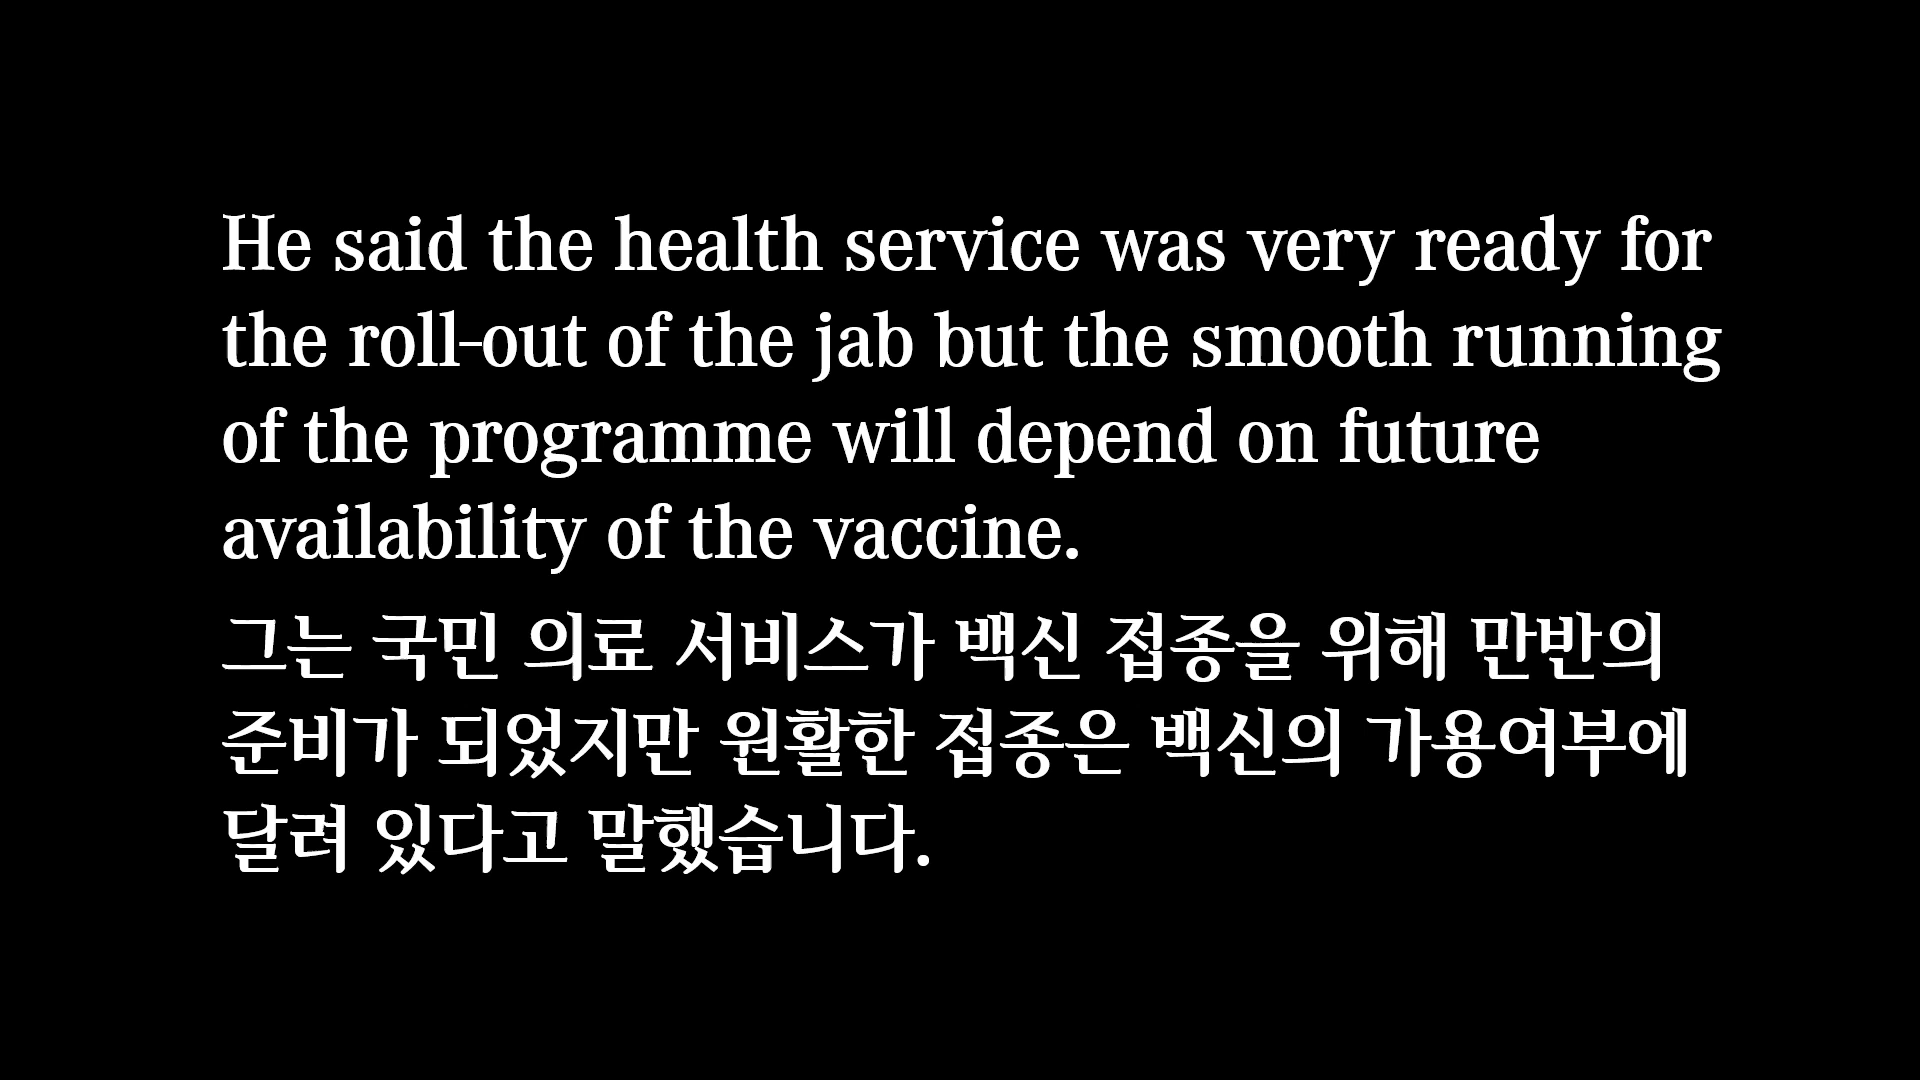 He said the health service was very ready for
the roll-out of the jab but the smooth running
of the programme will depend on future
availability of the vaccine.
그는 국민 의료 서비스가 백신 접종을 위해 만반의
준비가 되었지만 원활한 접종은 백신의 가용여부에
달려 있다고 말했습니다.